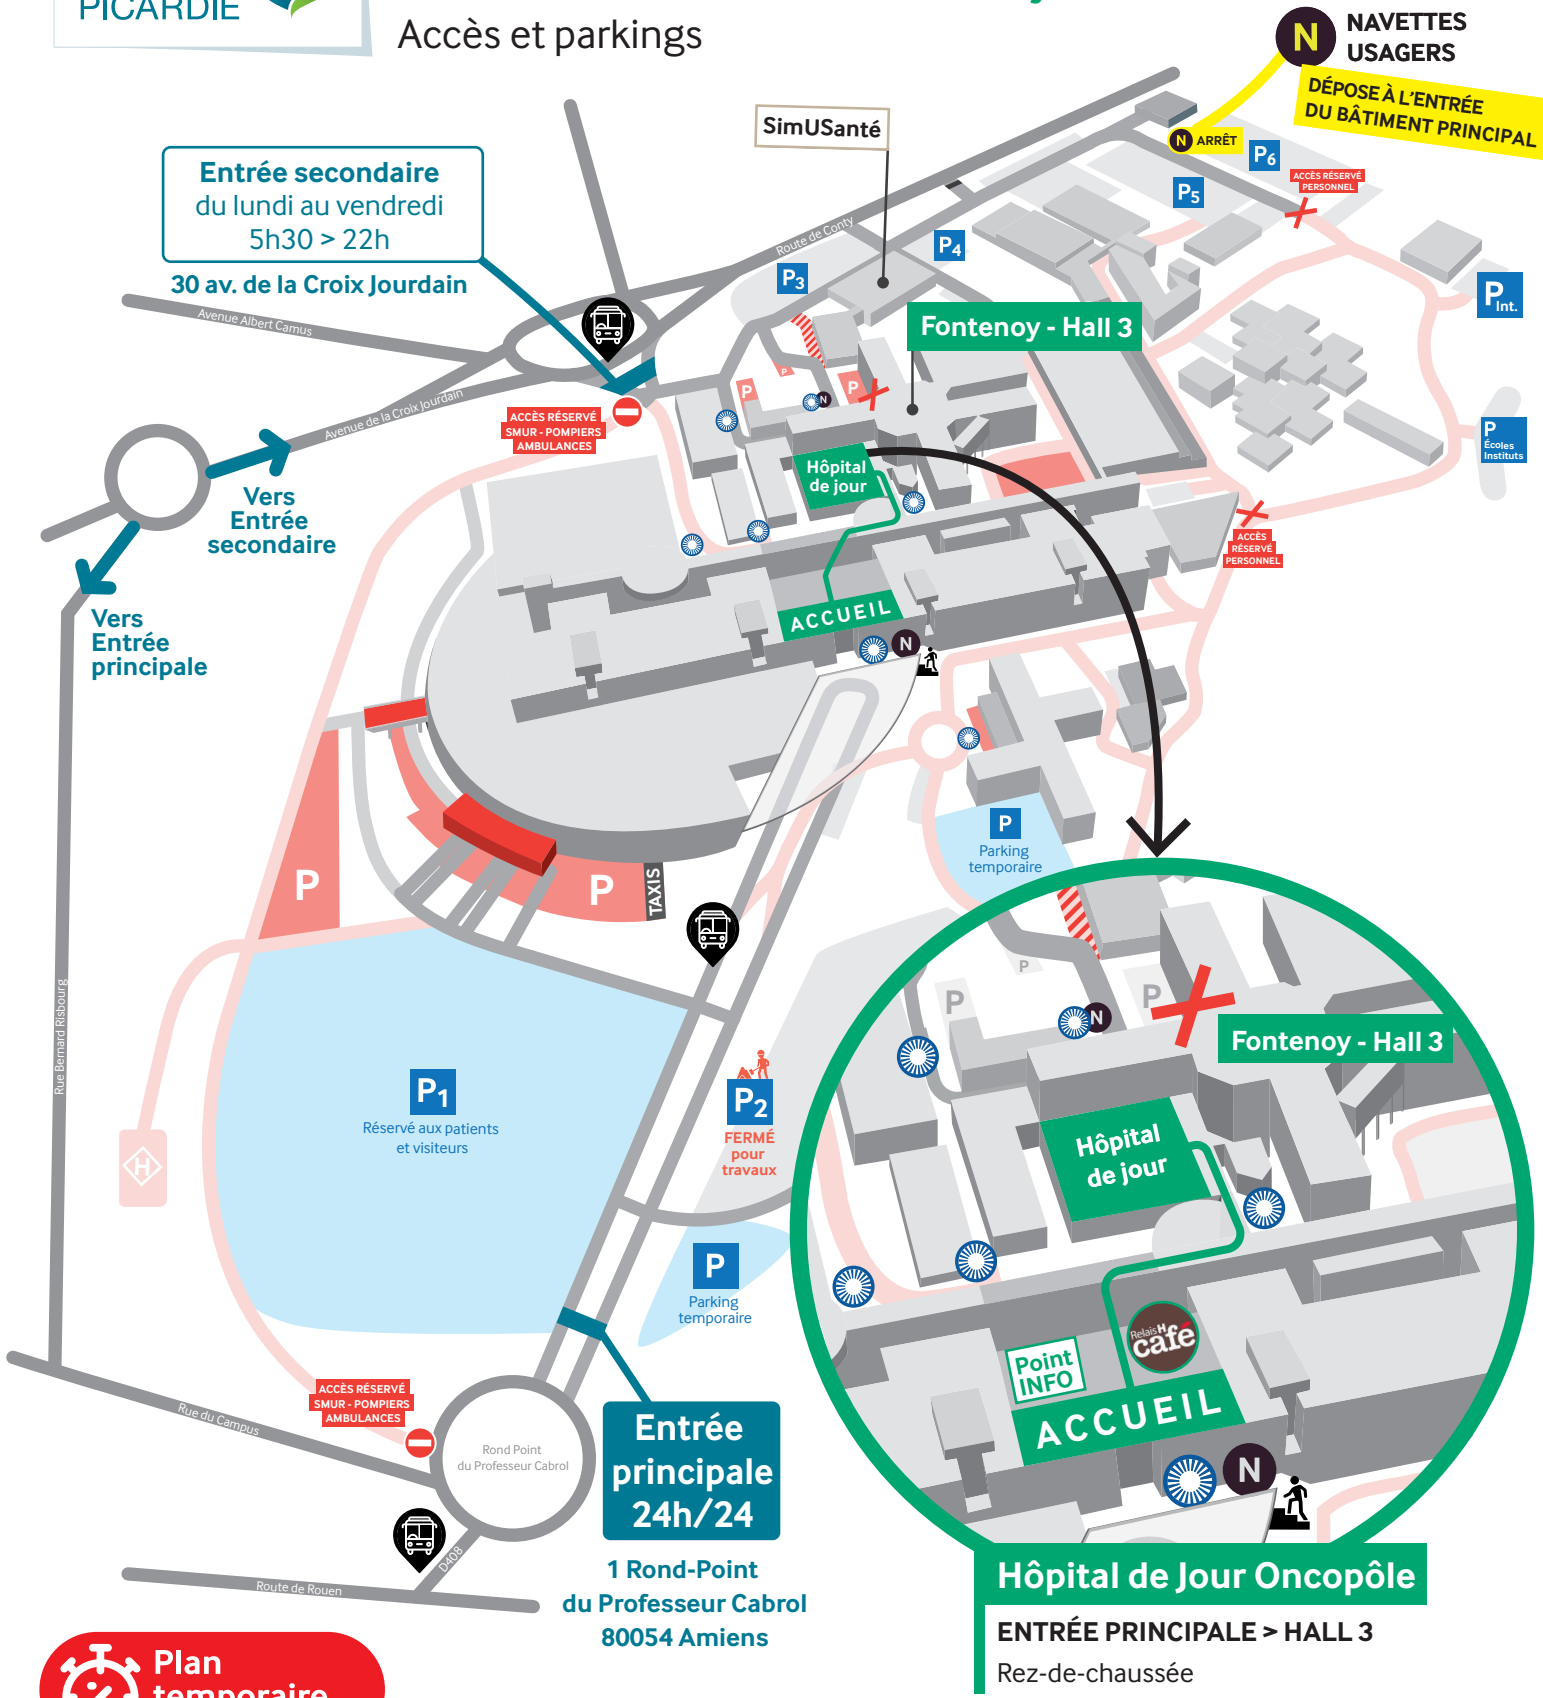 PICARDIE
Accès et parkings
N
NAVETTES
USAGERS
DÉPOSE À L'ENTRÉE
DU BÂTIMENT PRINCIPAL
N ARRÊT
SimUSanté
Entrée secondaire
du lundi au vendredi
5h30 > 22h
30 av. de la Croix Jourdain
P6
P5
ACCÈS RÉSERVÉ
PERSONNEL
Route de Conty
P4
P3
P Int.
Avenue Albert Camus
Fontenoy - Hall 3
P
P
P
N
Avenue de la Croix Jourdain
ACCÈS RÉSERVÉ
SMUR - POMPIERS
AMBULANCES
P
Écoles
Instituts
Hôpital
de jour
Vers
Entrée
secondaire
ACCÈS
RÉSERVÉ
PERSONNEL
Vers
Entrée
principale
ACCUEIL
N
P
Parking
temporaire
P
P
TAXIS
Rue Bernard Risbourg
P
P
P
N
Fontenoy - Hall 3
P1
Réservé aux patients
et visiteurs
P2
FERMÉ
pour
travaux
H
Hôpital
de jour
P
Parking
temporaire
Relais H
café
Point
INFO
ACCUEIL
N
ACCÈS RÉSERVÉ
SMUR - POMPIERS
AMBULANCES
Rue du Campus
Rond Point
du Professeur Cabrol
Entrée
principale
24h/24
1 Rond-Point
du Professeur Cabrol
80054 Amiens
D408
Route de Rouen
Hôpital de Jour Oncopôle
ENTRÉE PRINCIPALE > HALL 3
Rez-de-chaussée
Plan
temporaire